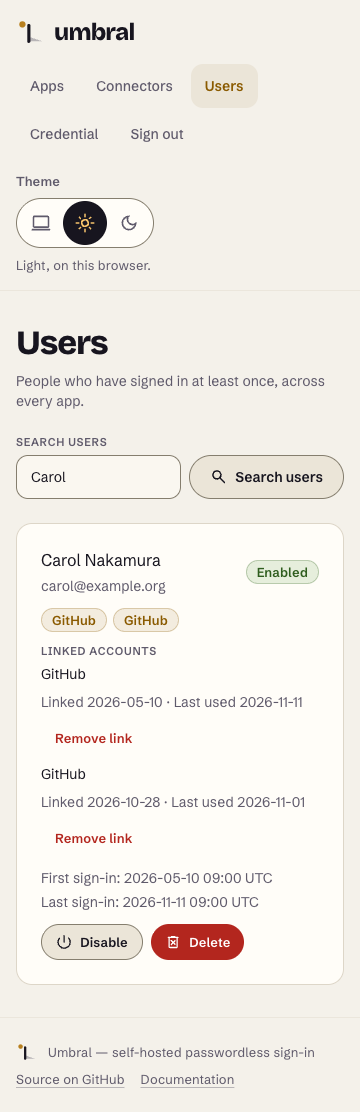 umbral
Apps Connectors Users
Credential Sign out
Theme
Light, on this browser.
Users
People who have signed in at least once, across
every app.
SEARCH USERS
Carol Search users
Carol Nakamura
Enabled
carol@example.org
GitHub GitHub
LINKED ACCOUNTS
GitHub
Linked 2026-05-10 · Last used 2026-11-11
Remove link
GitHub
Linked 2026-10-28 · Last used 2026-11-01
Remove link
First sign-in: 2026-05-10 09:00 UTC
Last sign-in: 2026-11-11 09:00 UTC
Disable Delete
Umbral — self-hosted passwordless sign-in
Source on GitHub Documentation